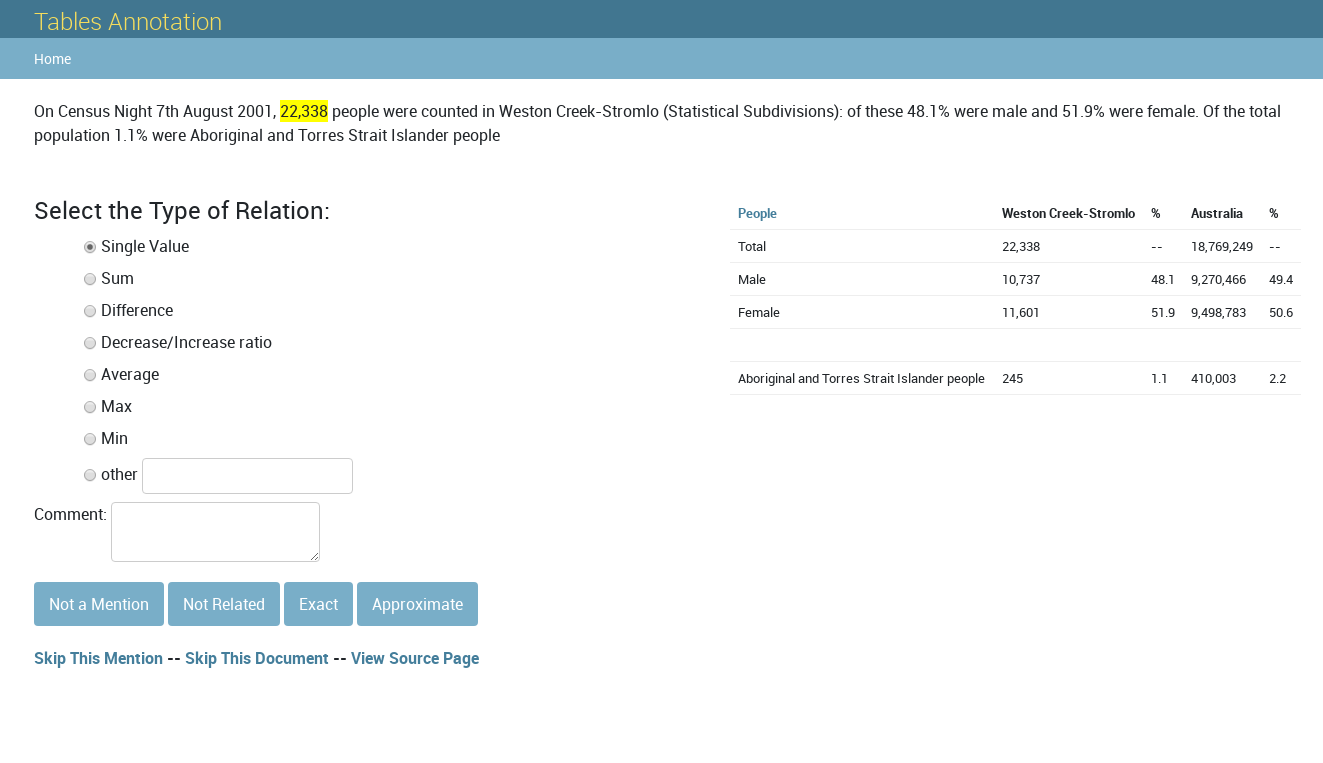 Tables Annotation
Home
On Census Night 7th August 2001, 22,338 people were counted in Weston Creek-Stromlo (Statistical Subdivisions): of these 48.1% were male and 51.9% were female. Of the total
population 1.1% were Aboriginal and Torres Strait Islander people
Select the Type of Relation:
Single Value
Sum
Difference
Decrease/Increase ratio
Average
Max
Min
other
Comment:
Not a Mention Not Related Exact Approximate
Skip This Mention -- Skip This Document -- View Source Page
People Weston Creek-Stromlo % Australia %
Total 22,338 -- 18,769,249 --
Male 10,737 48.1 9,270,466 49.4
Female 11,601 51.9 9,498,783 50.6
Aboriginal and Torres Strait Islander people 245 1.1 410,003 2.2